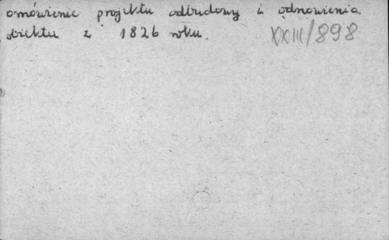 omówienie projektu odbudowy i odnowienia
obiektu z 1826 roku.
XXIII/898